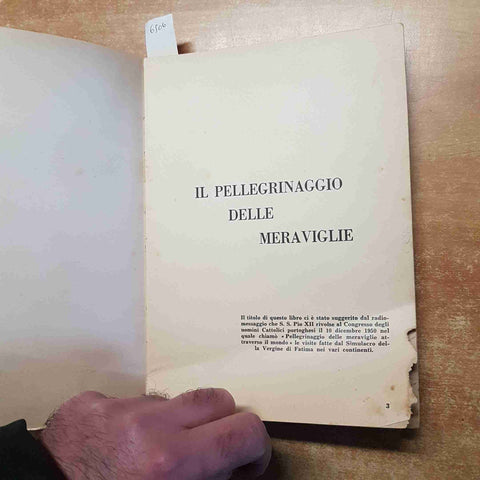 6506
IL PELLEGRINAGGIO
DELLE
MERAVIGLIE
Il titolo di questo libro ci è stato suggerito dal radio-
messaggio che S. S. Pio XII rivolse al Congresso degli
uomini Cattolici portoghesi il 10 dicembre 1950 nel
quale chiamò «Pellegrinaggio delle meraviglie at-
traverso il mondo» le visite fatte dal Simulacro del-
la Vergine di Fatima nei vari continenti.
3